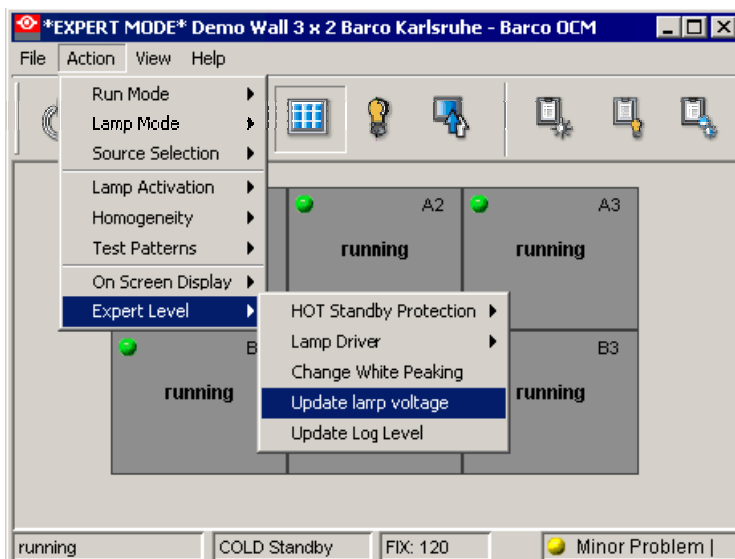 *EXPERT MODE* Demo Wall 3 x 2 Barco Karlsruhe - Barco OCM
File Action View Help
Run Mode
Lamp Mode
Source Selection
Lamp Activation
Homogeneity
Test Patterns
On Screen Display
Expert Level
HOT Standby Protection
Lamp Driver
Change White Peaking
Update lamp voltage
Update Log Level
A2 A3
running running
B B3
running running
running COLD Standby FIX: 120 Minor Problem |